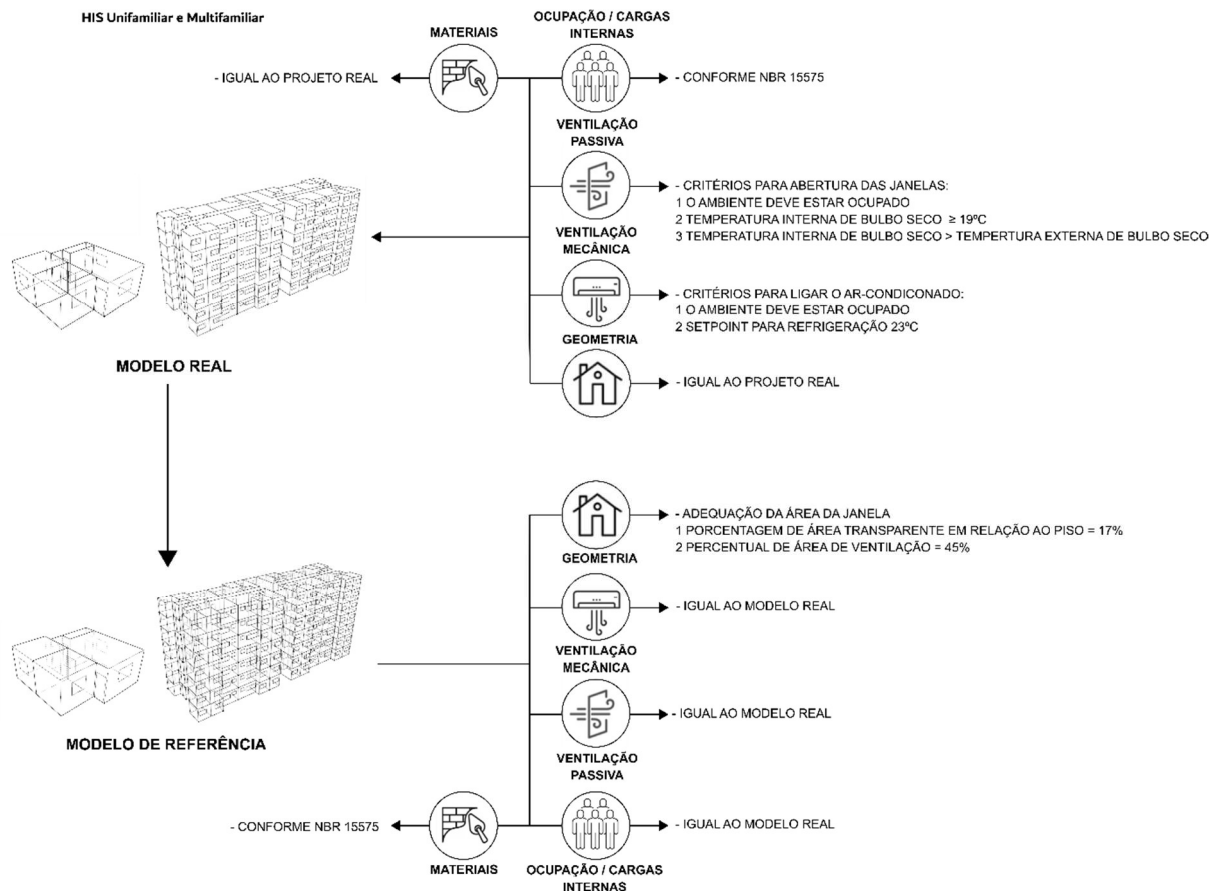 HIS Unifamiliar e Multifamiliar
MATERIAIS
- IGUAL AO PROJETO REAL
OCUPAÇÃO / CARGAS
INTERNAS
- CONFORME NBR 15575
VENTILAÇÃO
PASSIVA
- CRITÉRIOS PARA ABERTURA DAS JANELAS:
1 O AMBIENTE DEVE ESTAR OCUPADO
2 TEMPERATURA INTERNA DE BULBO SECO ≥ 19ºC
3 TEMPERATURA INTERNA DE BULBO SECO > TEMPERTURA EXTERNA DE BULBO SECO
VENTILAÇÃO
MECÂNICA
- CRITÉRIOS PARA LIGAR O AR-CONDICONADO:
1 O AMBIENTE DEVE ESTAR OCUPADO
2 SETPOINT PARA REFRIGERAÇÃO 23ºC
GEOMETRIA
- IGUAL AO PROJETO REAL
MODELO REAL
- ADEQUAÇÃO DA ÁREA DA JANELA
1 PORCENTAGEM DE ÁREA TRANSPARENTE EM RELAÇÃO AO PISO = 17%
2 PERCENTUAL DE ÁREA DE VENTILAÇÃO = 45%
GEOMETRIA
- IGUAL AO MODELO REAL
VENTILAÇÃO
MECÂNICA
- IGUAL AO MODELO REAL
VENTILAÇÃO
PASSIVA
MODELO DE REFERÊNCIA
- CONFORME NBR 15575
MATERIAIS
- IGUAL AO MODELO REAL
OCUPAÇÃO / CARGAS
INTERNAS